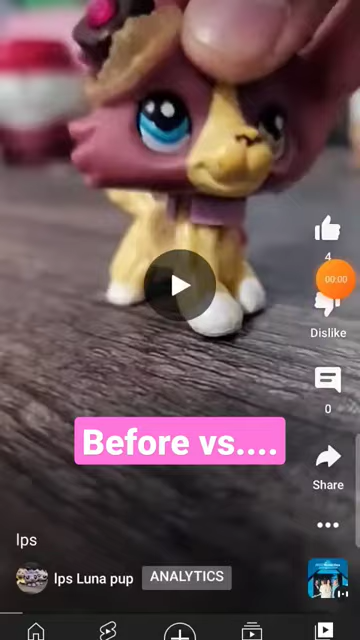 4
00:00
Dislike
0
Before vs....
Share
lps
lps Luna pup
ANALYTICS